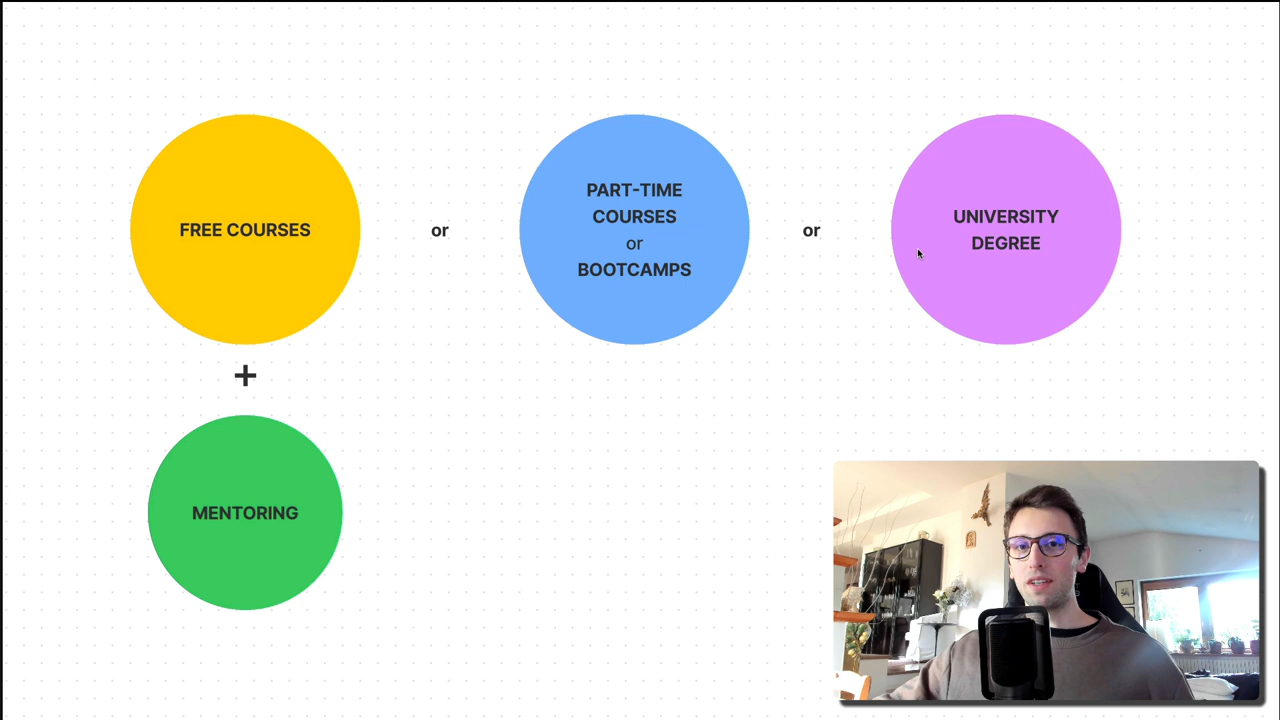 FREE COURSES
or
PART-TIME
COURSES
or
BOOTCAMPS
or
UNIVERSITY
DEGREE
+
MENTORING